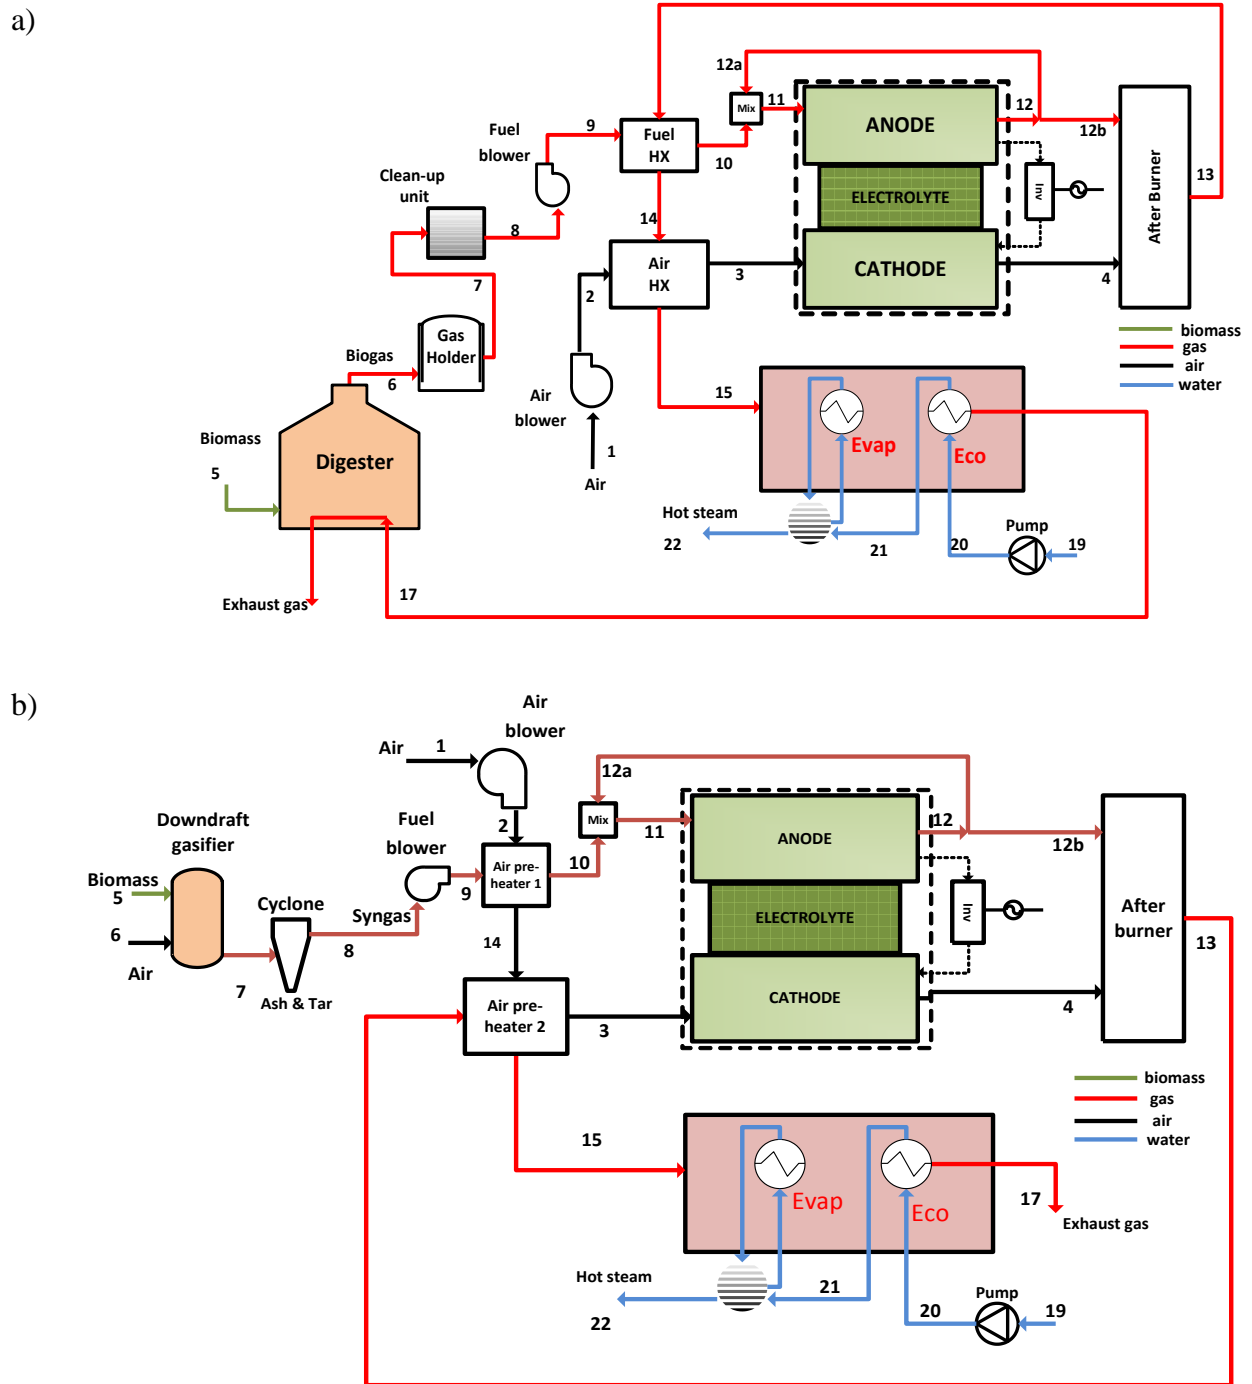 a)
12a
11
12
12b
Mix
ANODE
9
Fuel
blower
Fuel
HX
10
13
Clean-up
unit
ELECTROLYTE
Inv
After Burner
8
14
7
Air
HX
3
CATHODE
4
2
Gas
Holder
Biogas
6
biomass
gas
air
water
Air
blower
15
Biomass
5
Digester
1
Air
Evap
Eco
Hot steam
22
21
20
Pump
19
Exhaust gas
17
b)
Air
blower
Air
1
12a
Downdraft
gasifier
Fuel
blower
2
Mix
11
ANODE
12
12b
Biomass
5
Air pre-
heater 1
10
9
Cyclone
Syngas
8
6
Air
7
Ash & Tar
14
ELECTROLYTE
Inv
After
burner
13
Air pre-
heater 2
3
CATHODE
4
biomass
gas
air
water
15
Evap
Eco
17
Exhaust gas
Hot steam
22
21
20
Pump
19